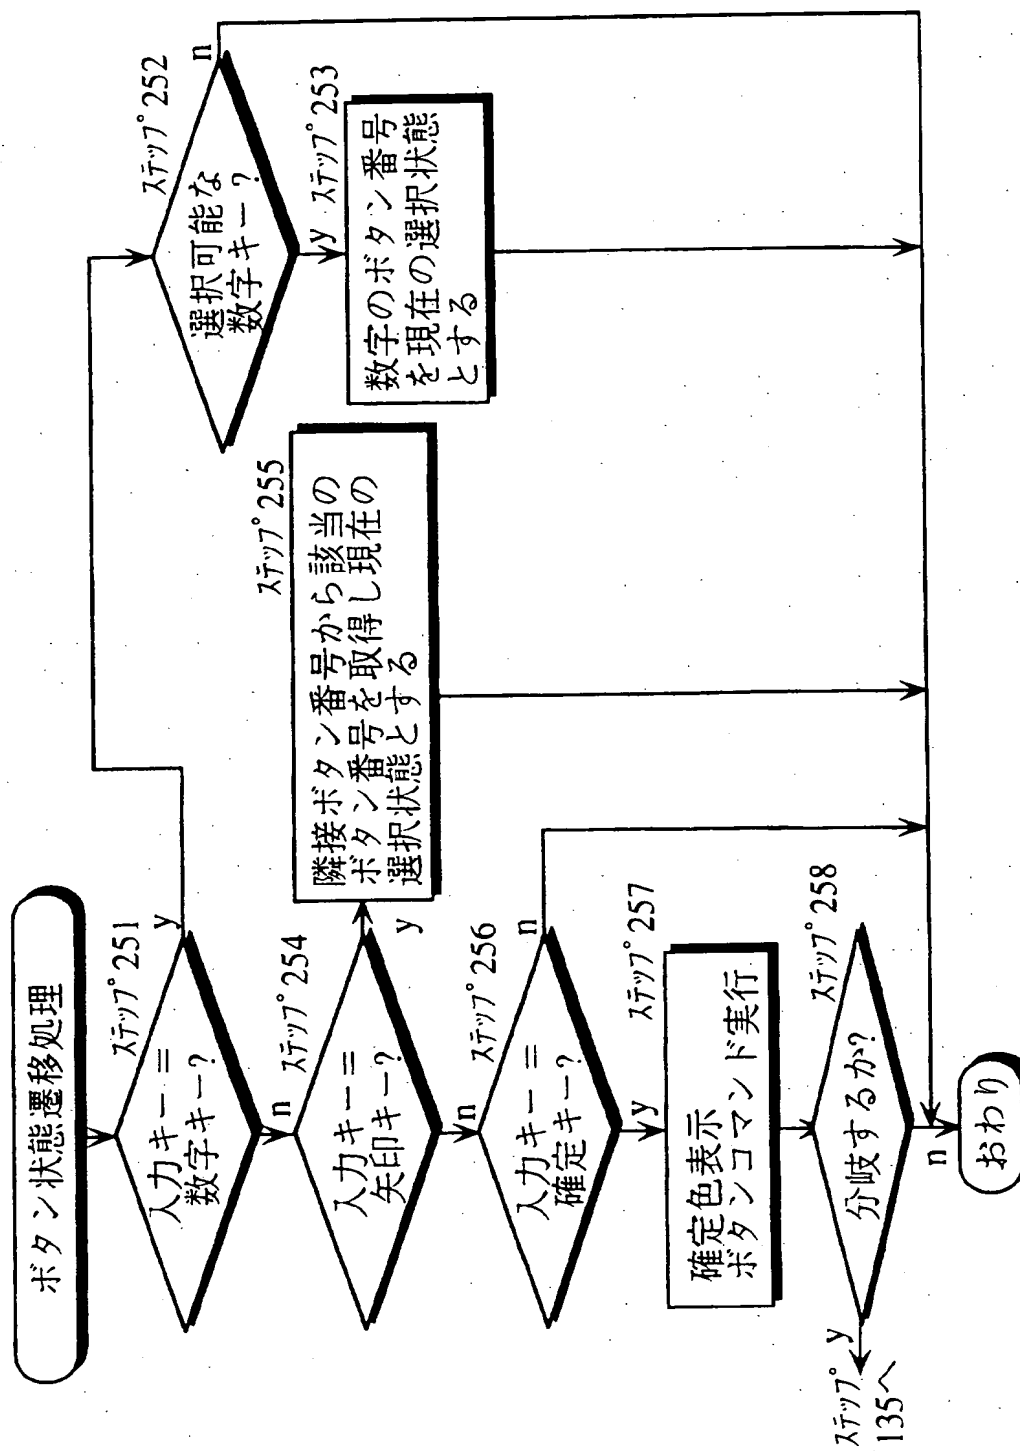 ボタン状態遷移処理
ステップ251
入力キー＝
数字キー?
y
n
ステップ252
選択可能な
数字キー?
n
y
ステップ253
数字のボタン番号
を現在の選択状態
とする
ステップ254
入力キー＝
矢印キー?
y
n
ステップ255
隣接ボタン番号から該当の
ボタン番号を取得し現在の
選択状態とする
ステップ256
入力キー＝
確定キー?
n
y
ステップ257
確定色表示
ボタンコマンド実行
ステップ258
分岐するか?
y
n
ステップ
135へ
おわり